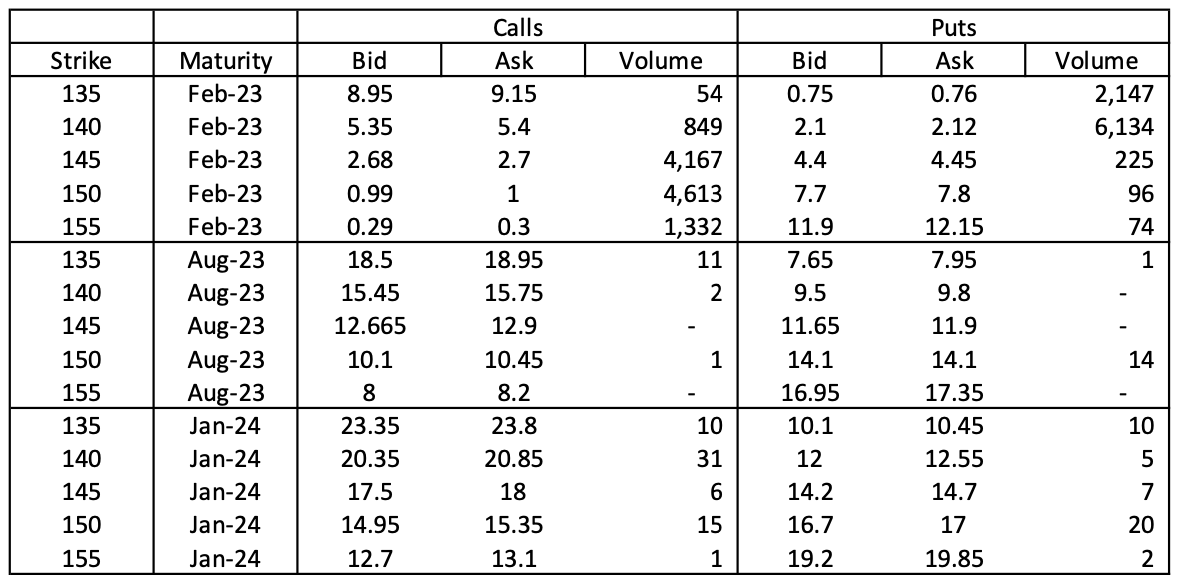 Calls Puts
Strike Maturity Bid Ask Volume Bid Ask Volume
135 Feb-23 8.95 9.15 54 0.75 0.76 2,147
140 Feb-23 5.35 5.4 849 2.1 2.12 6,134
145 Feb-23 2.68 2.7 4,167 4.4 4.45 225
150 Feb-23 0.99 1 4,613 7.7 7.8 96
155 Feb-23 0.29 0.3 1,332 11.9 12.15 74
135 Aug-23 18.5 18.95 11 7.65 7.95 1
140 Aug-23 15.45 15.75 2 9.5 9.8 -
145 Aug-23 12.665 12.9 - 11.65 11.9 -
150 Aug-23 10.1 10.45 1 14.1 14.1 14
155 Aug-23 8 8.2 - 16.95 17.35 -
135 Jan-24 23.35 23.8 10 10.1 10.45 10
140 Jan-24 20.35 20.85 31 12 12.55 5
145 Jan-24 17.5 18 6 14.2 14.7 7
150 Jan-24 14.95 15.35 15 16.7 17 20
155 Jan-24 12.7 13.1 1 19.2 19.85 2